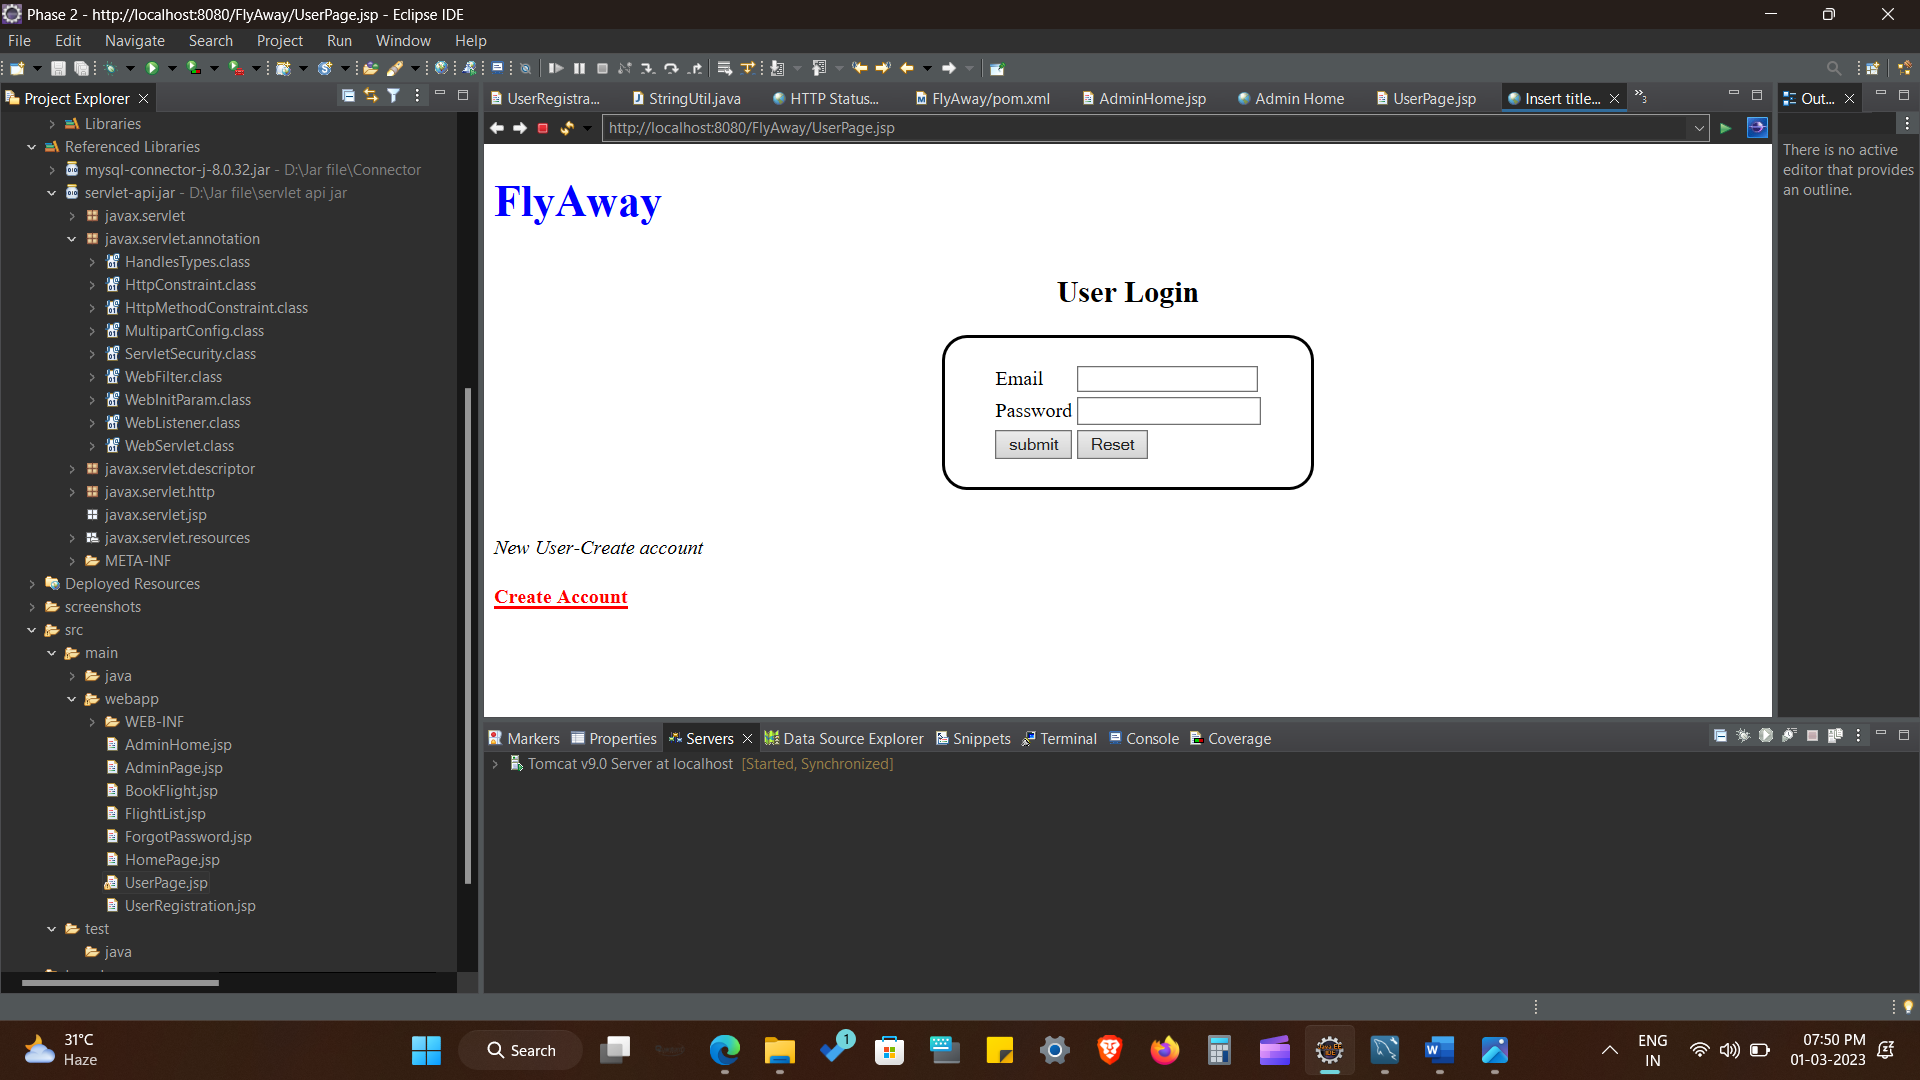 Phase 2 - http://localhost:8080/FlyAway/UserPage.jsp - Eclipse IDE
File Edit Navigate Search Project Run Window Help
Project Explorer
Libraries
Referenced Libraries
mysql-connector-j-8.0.32.jar - D:\Jar file\Connector
servlet-api.jar - D:\Jar file\servlet api jar
javax.servlet
javax.servlet.annotation
HandlesTypes.class
HttpConstraint.class
HttpMethodConstraint.class
MultipartConfig.class
ServletSecurity.class
WebFilter.class
WebInitParam.class
WebListener.class
WebServlet.class
javax.servlet.descriptor
javax.servlet.http
javax.servlet.jsp
javax.servlet.resources
META-INF
Deployed Resources
screenshots
src
main
java
webapp
WEB-INF
AdminHome.jsp
AdminPage.jsp
BookFlight.jsp
FlightList.jsp
ForgotPassword.jsp
HomePage.jsp
UserPage.jsp
UserRegistration.jsp
test
java
UserRegistra... StringUtil.java HTTP Status... FlyAway/pom.xml AdminHome.jsp Admin Home UserPage.jsp Insert title... »3
http://localhost:8080/FlyAway/UserPage.jsp
FlyAway
User Login
Email
Password
submit Reset
New User-Create account
Create Account
Out...
There is no active
editor that provides
an outline.
Markers Properties Servers Data Source Explorer Snippets Terminal Console Coverage
Tomcat v9.0 Server at localhost [Started, Synchronized]
31°C
Haze
Search
1
ENG
IN
07:50 PM
01-03-2023